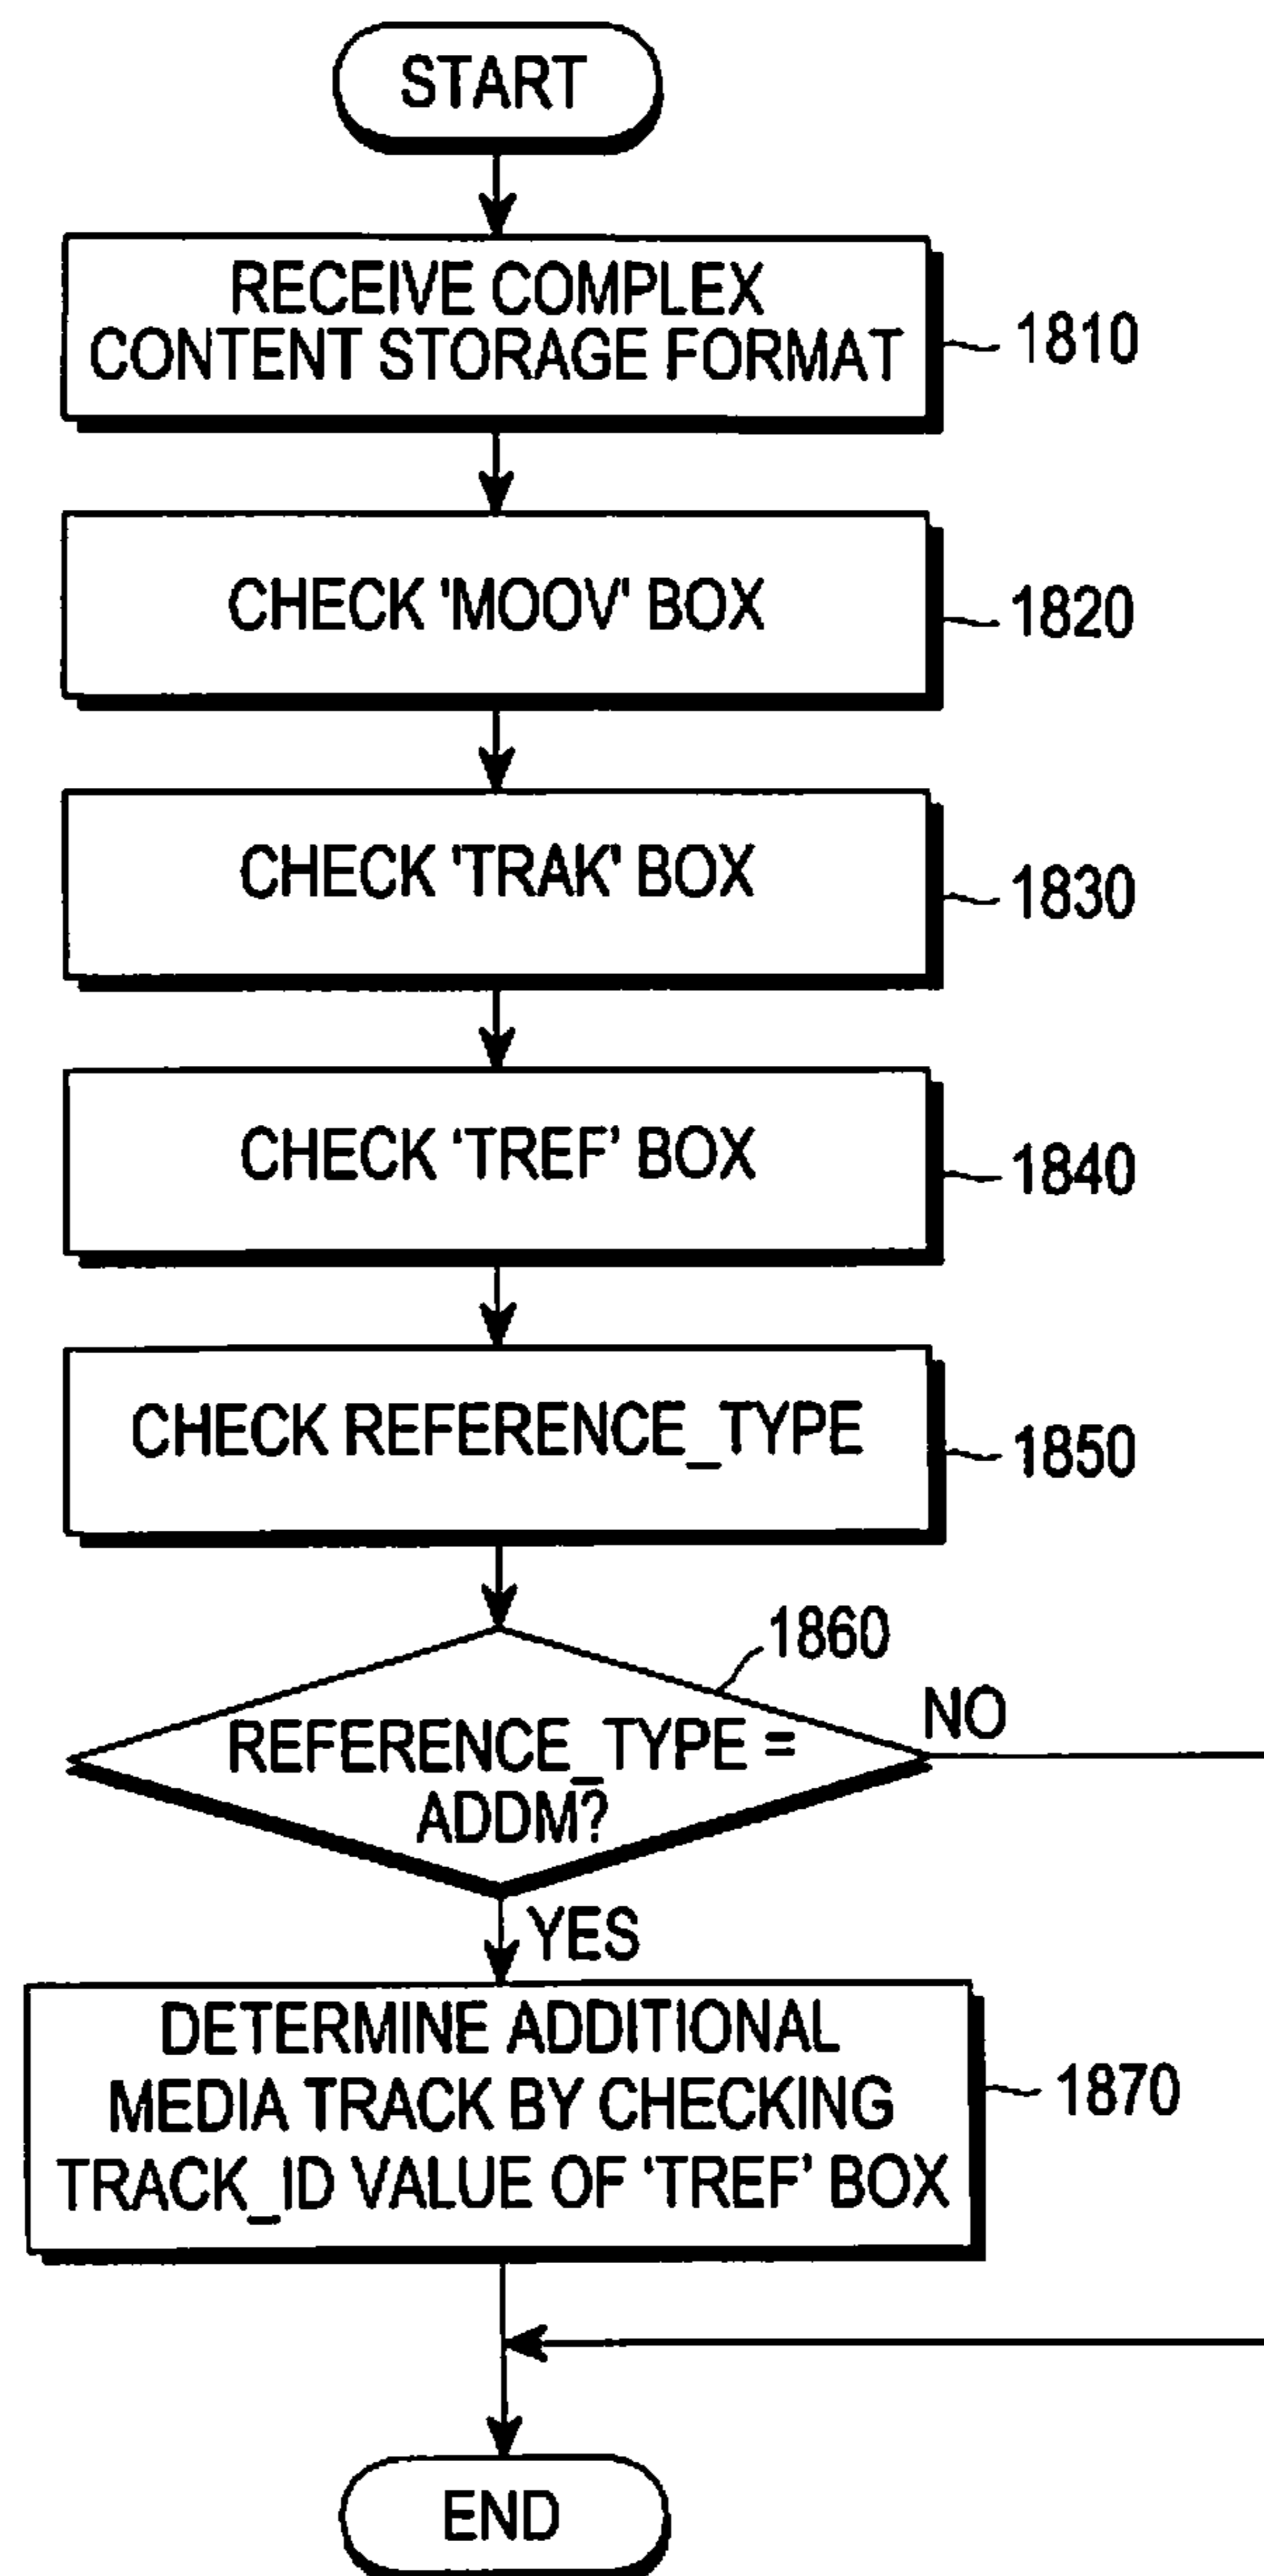 START
RECEIVE COMPLEX
CONTENT STORAGE FORMAT
1810
CHECK 'MOOV' BOX
1820
CHECK 'TRAK' BOX
1830
CHECK ‘TREF’ BOX
1840
CHECK REFERENCE_TYPE
1850
1860
REFERENCE_TYPE =
ADDM?
NO
YES
DETERMINE ADDITIONAL
MEDIA TRACK BY CHECKING
TRACK_ID VALUE OF ‘TREF’ BOX
1870
END